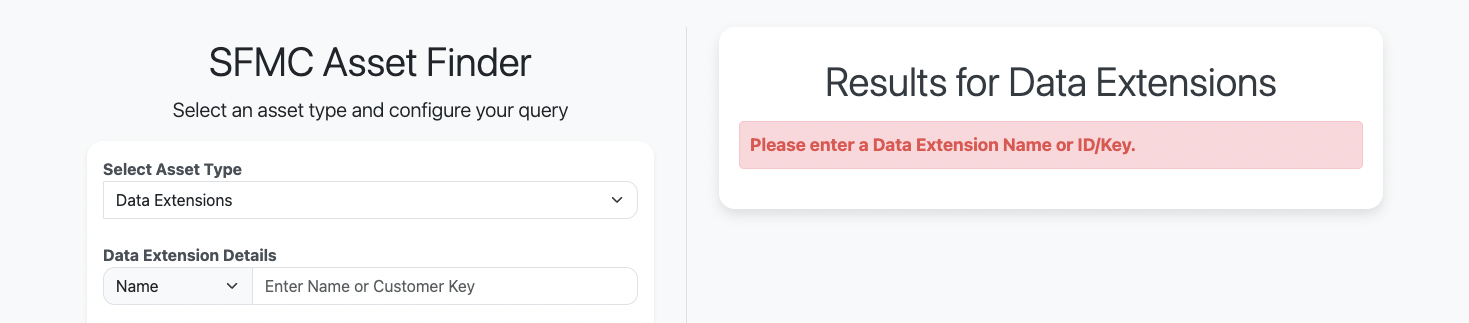 SFMC Asset Finder
Select an asset type and configure your query
Select Asset Type
Data Extensions
Data Extension Details
Name
Enter Name or Customer Key
Results for Data Extensions
Please enter a Data Extension Name or ID/Key.